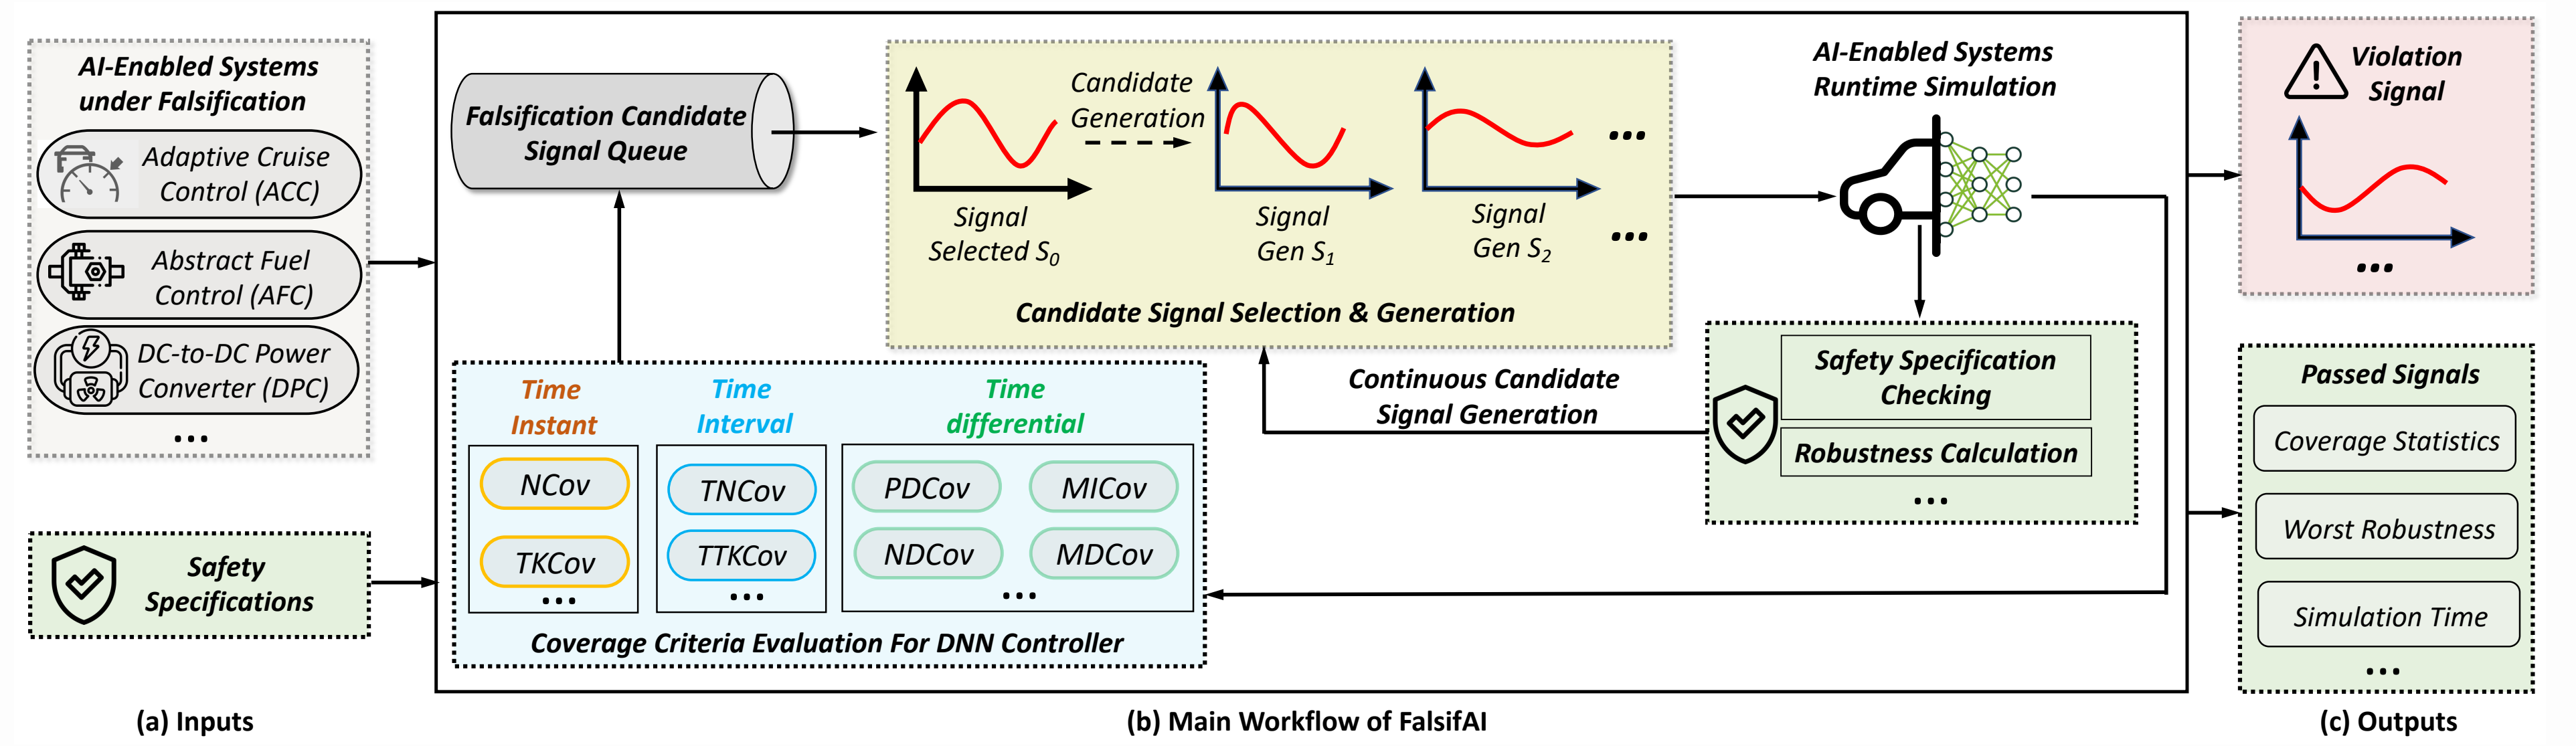 AI-Enabled Systems
under Falsification
Adaptive Cruise
Control (ACC)
Abstract Fuel
Control (AFC)
DC-to-DC Power
Converter (DPC)
...
Safety
Specifications
(a) Inputs
Falsification Candidate
Signal Queue
Candidate
Generation
...
Signal
Selected S0
Signal
Gen S1
Signal
Gen S2
...
Candidate Signal Selection & Generation
AI-Enabled Systems
Runtime Simulation
Continuous Candidate
Signal Generation
Safety Specification
Checking
Robustness Calculation
...
Time
Instant
NCov
TKCov
...
Time
Interval
TNCov
TTKCov
...
Time
differential
PDCov
MICov
NDCov
MDCov
...
Coverage Criteria Evaluation For DNN Controller
(b) Main Workflow of FalsifAI
Violation
Signal
...
Passed Signals
Coverage Statistics
Worst Robustness
Simulation Time
...
(c) Outputs